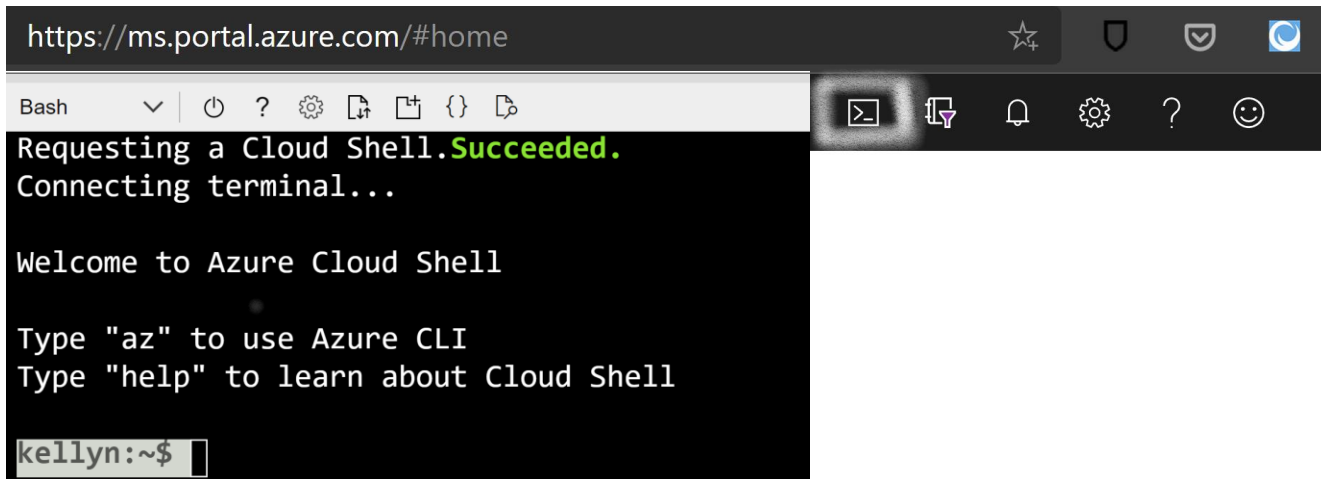 https://ms.portal.azure.com/#home
Bash
Requesting a Cloud Shell.Succeeded.
Connecting terminal...
Welcome to Azure Cloud Shell
Type "az" to use Azure CLI
Type "help" to learn about Cloud Shell
kellyn:~$